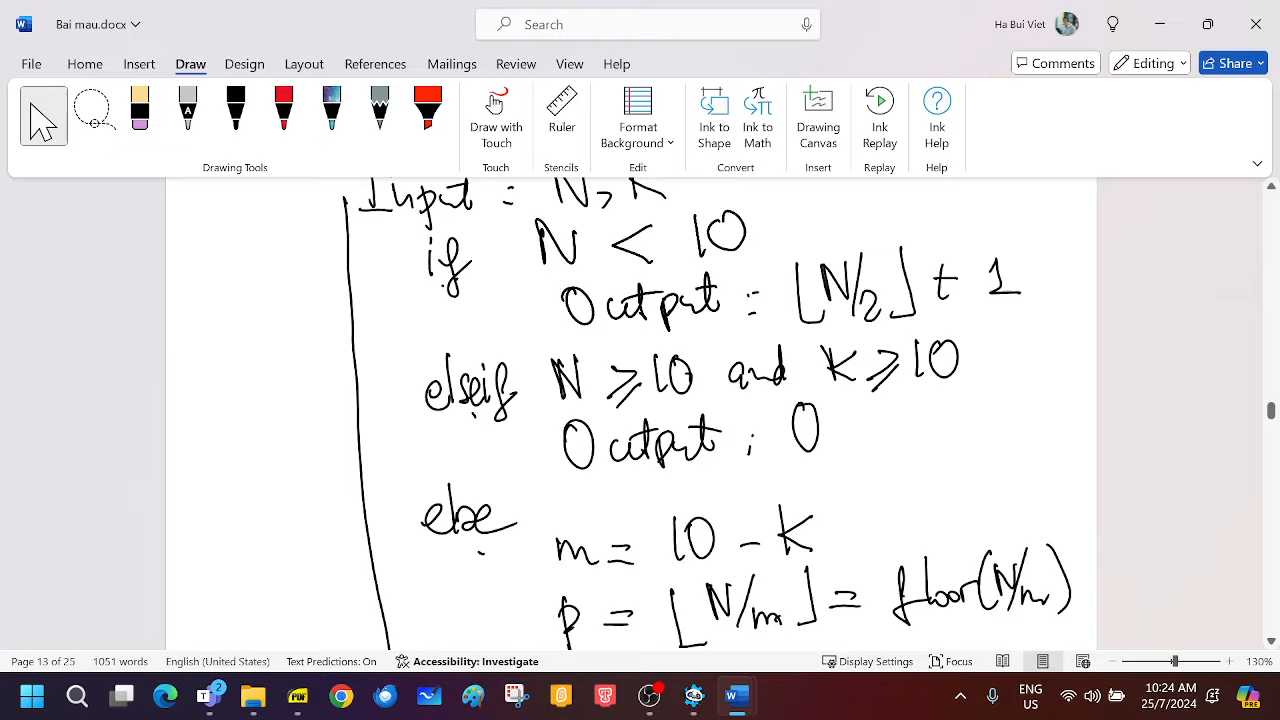 Bai mau.docx
Search
Ha Bui Viet
File Home Insert Draw Design Layout References Mailings Review View Help
Comments Editing Share
Draw with Touch
Ruler
Format Background
Ink to Shape
Ink to Math
Drawing Canvas
Ink Replay
Ink Help
Drawing Tools Touch Stencils Edit Convert Insert Replay Help
Input : N, K
if N < 10
Output : ⌊N/2⌋ + 1
elseif N ⩾ 10 and K ⩾ 10
Output : 0
else
m = 10 - K
p = ⌊N/m⌋ = floor(N/m)
Page 13 of 25 1051 words English (United States) Text Predictions: On Accessibility: Investigate Display Settings Focus 130%
ENG US 10:24 AM 25/7/2024